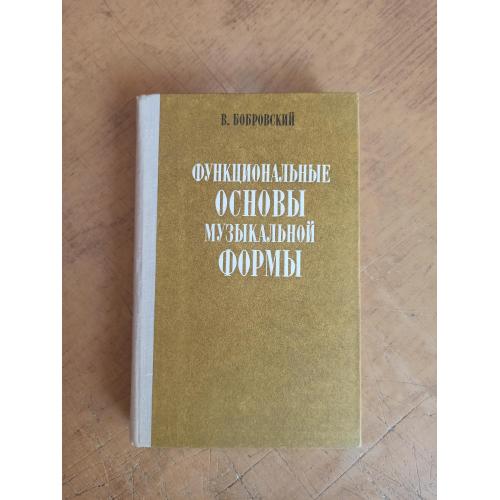 В. БОБРОВСКИЙ
ФУНКЦИОНАЛЬНЫЕ
ОСНОВЫ
МУЗЫКАЛЬНОЙ
ФОРМЫ